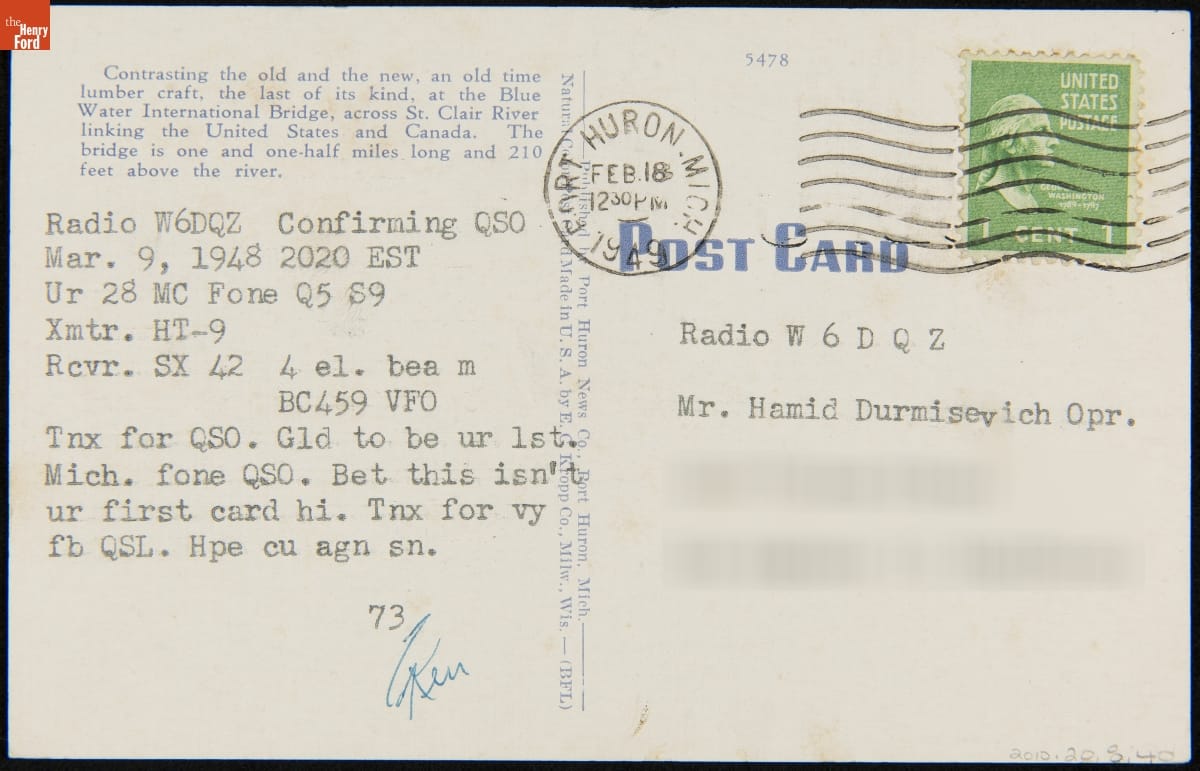 the
Henry
Ford
Contrasting the old and the new, an old time
lumber craft, the last of its kind, at the Blue
Water International Bridge, across St. Clair River
linking the United States and Canada. The
bridge is one and one-half miles long and 210
feet above the river.
Radio W6DQZ Confirming QSO
Mar. 9, 1948 2020 EST
Ur 28 MC Fone Q5 S9
Xmtr. HT-9
Rcvr. SX 42 4 el. bea m
BC459 VFO
Tnx for QSO. Gld to be ur lst.
Mich. fone QSO. Bet this isn't
ur first card hi. Tnx for vy
fb QSL. Hpe cu agn sn.
73
Ken
Port Huron News Co., Port Huron, Mich.
Made in U. S. A. by E. C. Kropp Co., Milw., Wis. — (BFL)
5478
PORT HURON, MICH
FEB 18
12 30 PM
1949
UNITED
STATES
POSTAGE
GEORGE
WASHINGTON
1789-1797
1 CENT 1
POST CARD
Radio W 6 D Q Z
Mr. Hamid Durmisevich Opr.
2010.20.8.40